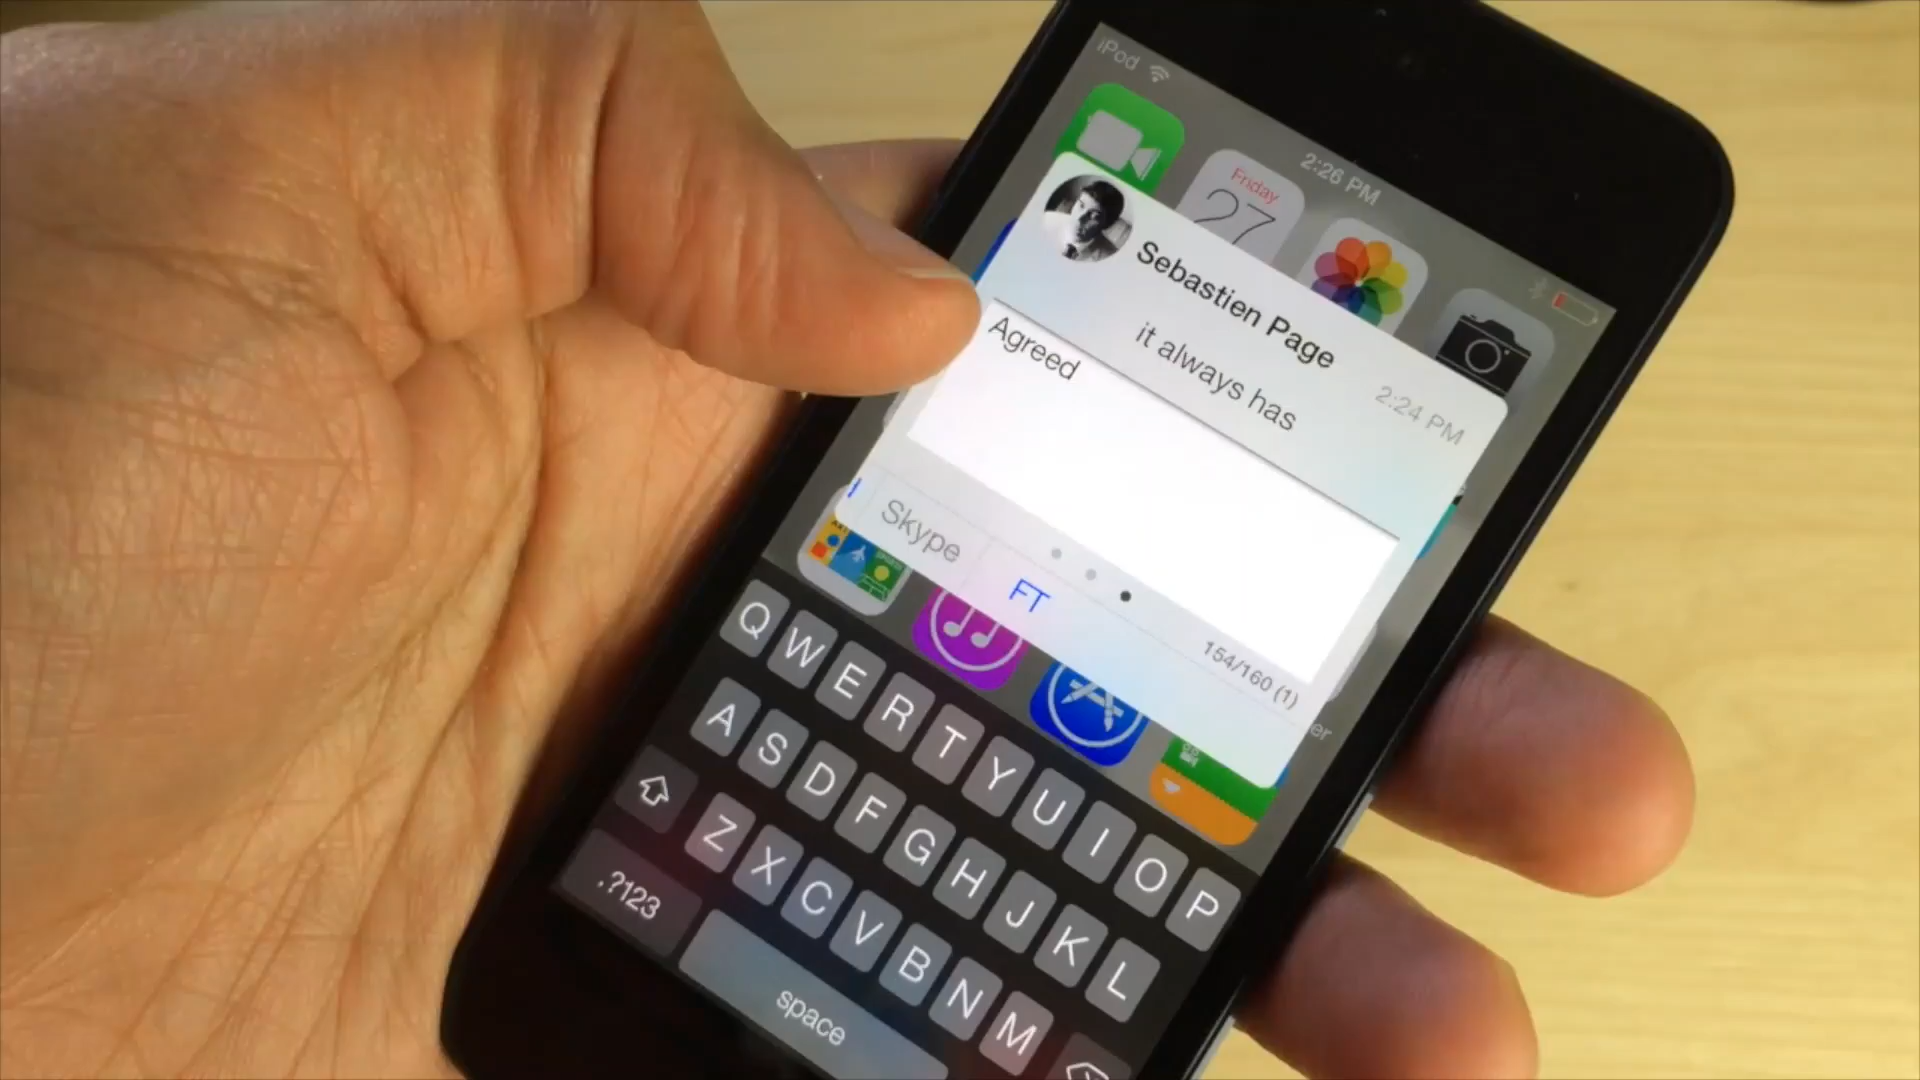 iPod
2:26 PM
Friday
27
Sebastien Page
it always has
2:24 PM
Agreed
Skype
FT
154/160 (1)
er
Q W E R T Y U I O P
A S D F G H J K L
Z X C V B N M
.?123
space